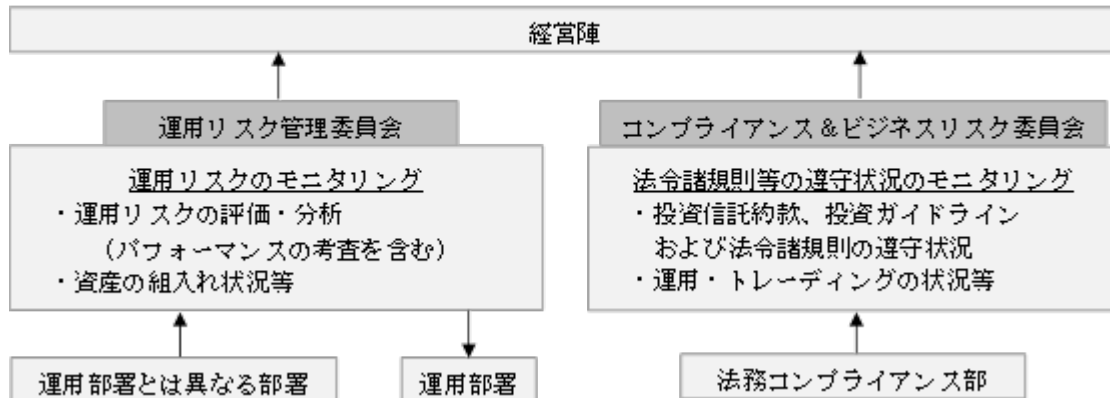 経営陣
運用リスク管理委員会
コンプライアンス＆ビジネスリスク委員会
運用リスクのモニタリング
・運用リスクの評価・分析
（パフォーマンスの考査を含む）
・資産の組入れ状況等
法令諸規則等の遵守状況のモニタリング
・投資信託約款、投資ガイドライン
および法令諸規則の遵守状況
・運用・トレーディングの状況等
運用部署とは異なる部署
運用部署
法務コンプライアンス部